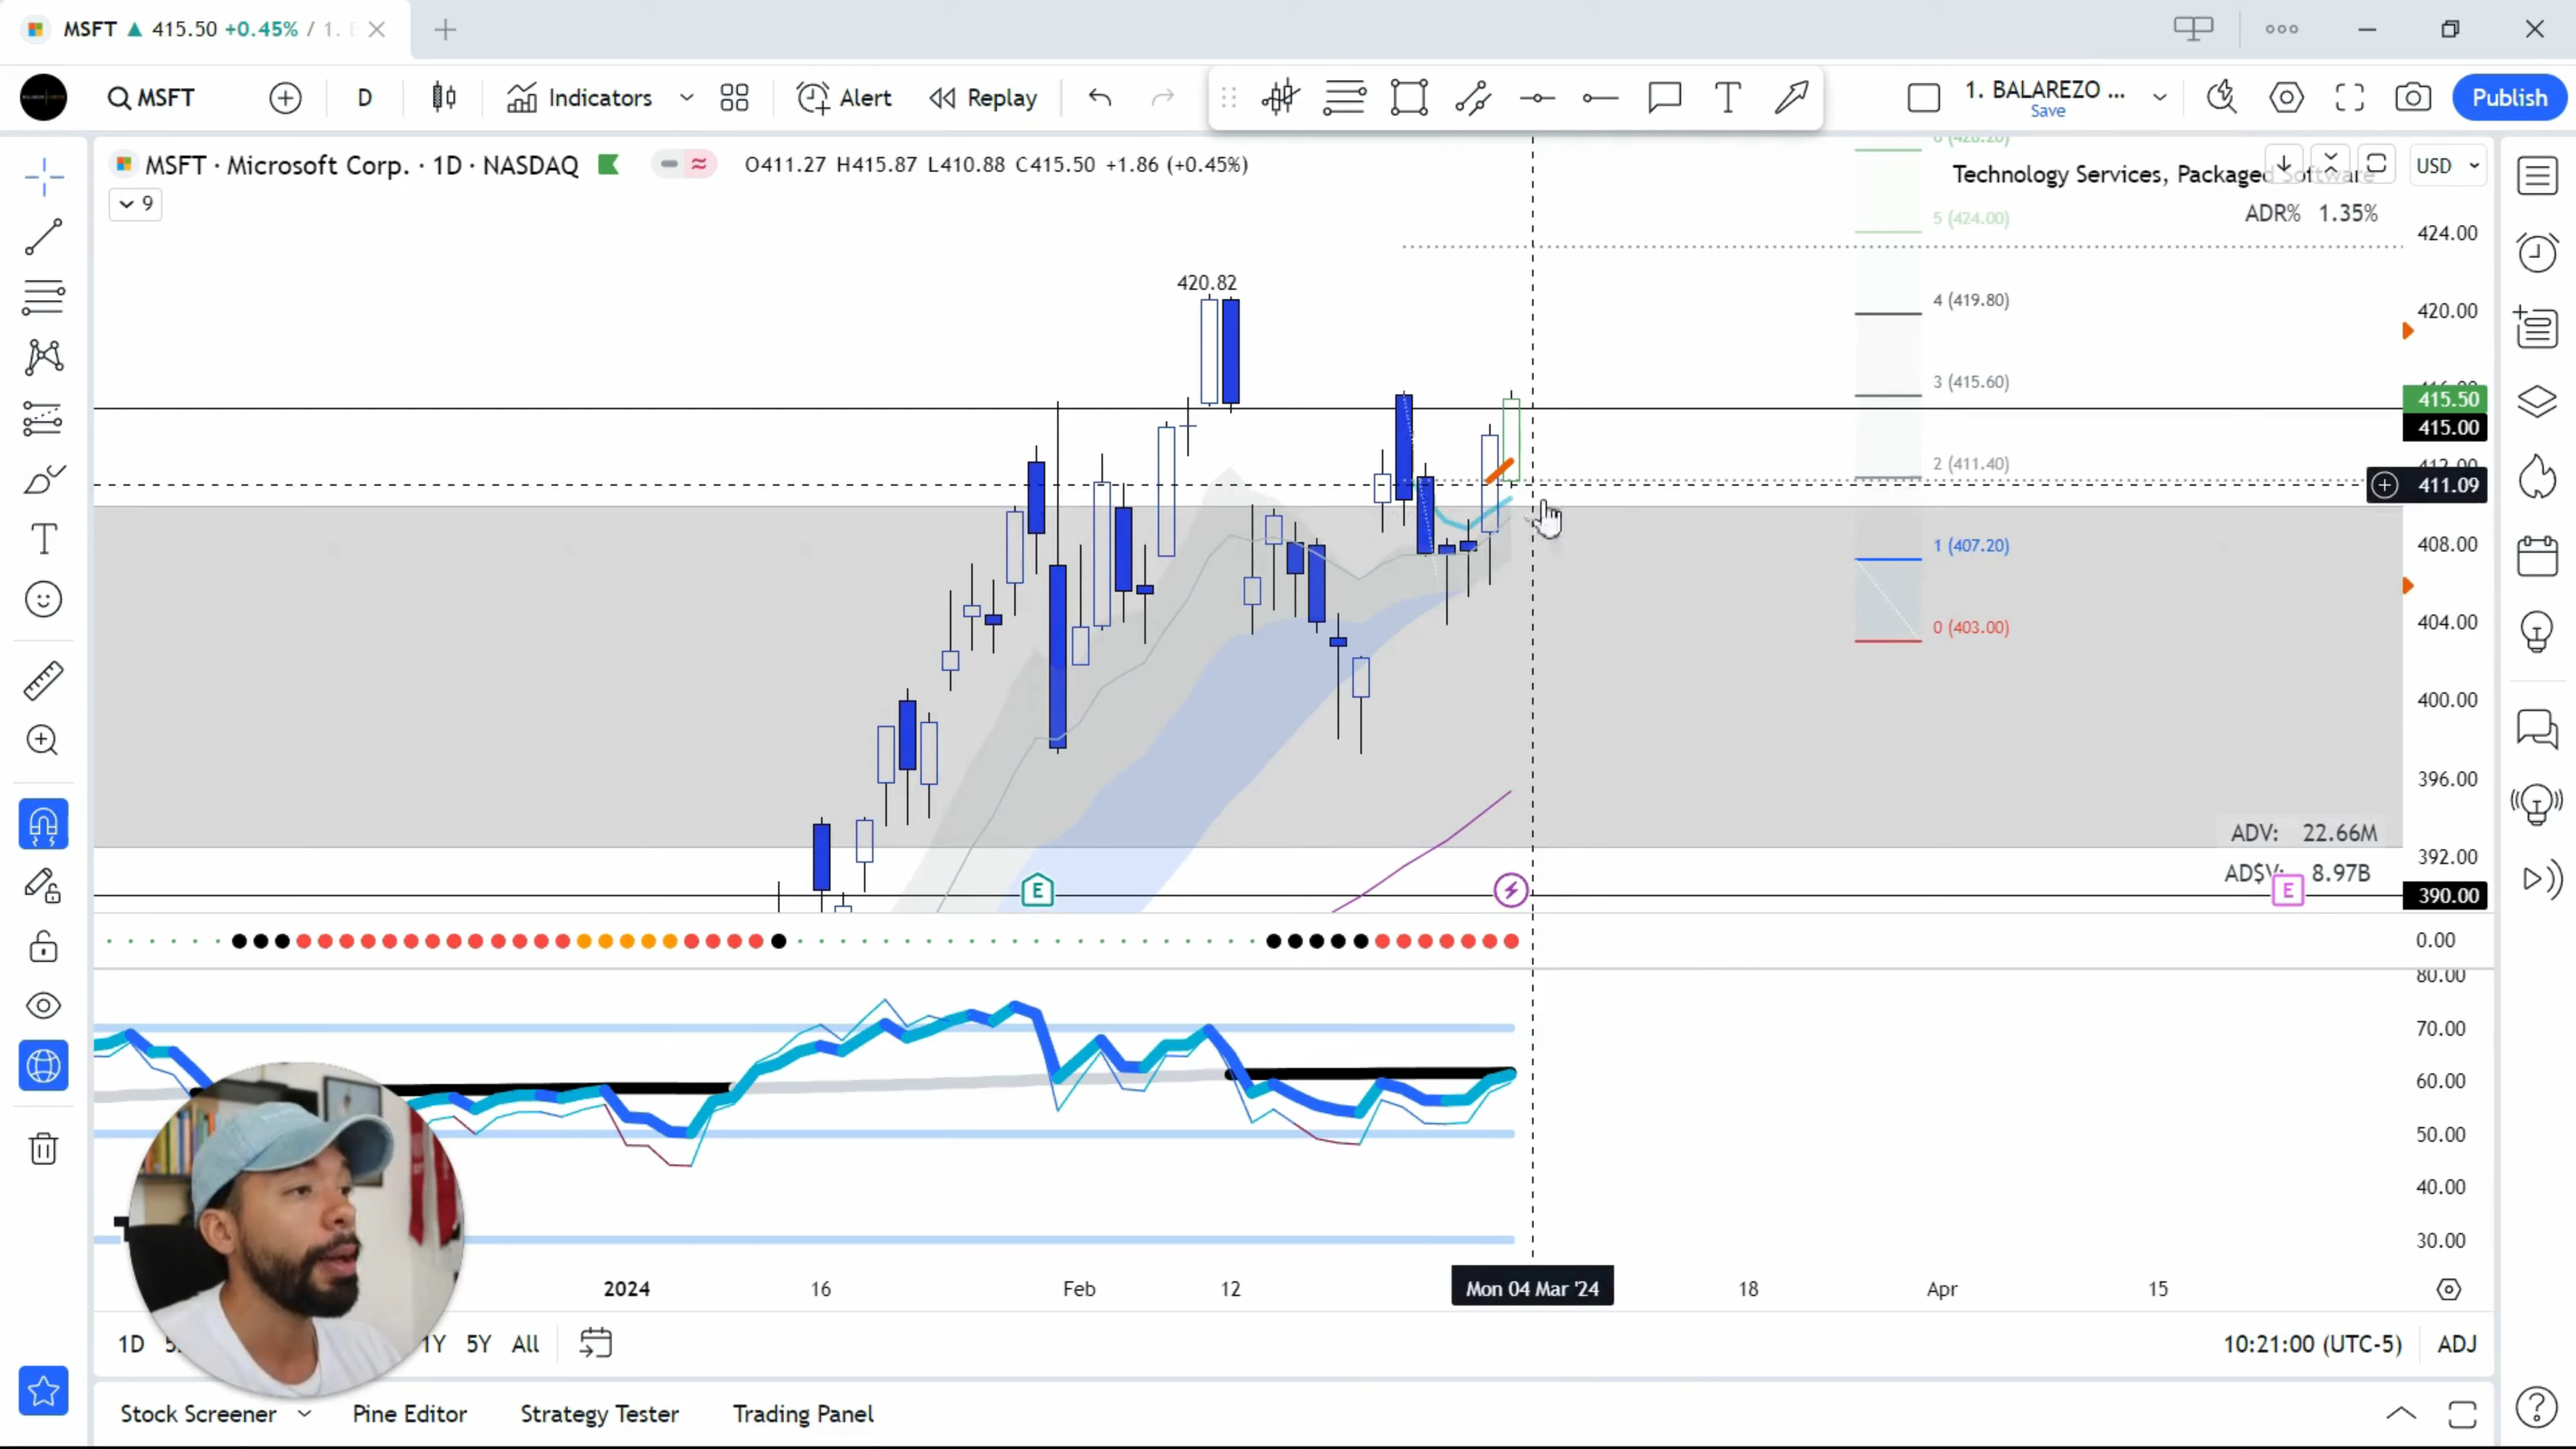 MSFT ▲ 415.50 +0.45% / 1.
MSFT
D
Indicators
Alert
Replay
1. BALAREZO ...
Save
Publish
MSFT · Microsoft Corp. · 1D · NASDAQ
O411.27 H415.87 L410.88 C415.50 +1.86 (+0.45%)
9
Technology Services, Packaged Software
USD
ADR% 1.35%
5 (424.00)
4 (419.80)
3 (415.60)
2 (411.40)
1 (407.20)
0 (403.00)
420.82
424.00
420.00
415.50
415.00
411.09
408.00
404.00
400.00
396.00
392.00
390.00
ADV: 22.66M
AD$V: 8.97B
E
E
0.00
80.00
70.00
60.00
50.00
40.00
30.00
2024
16
Feb
12
Mon 04 Mar '24
18
Apr
15
1D
1Y
5Y
All
10:21:00 (UTC-5)
ADJ
Stock Screener
Pine Editor
Strategy Tester
Trading Panel